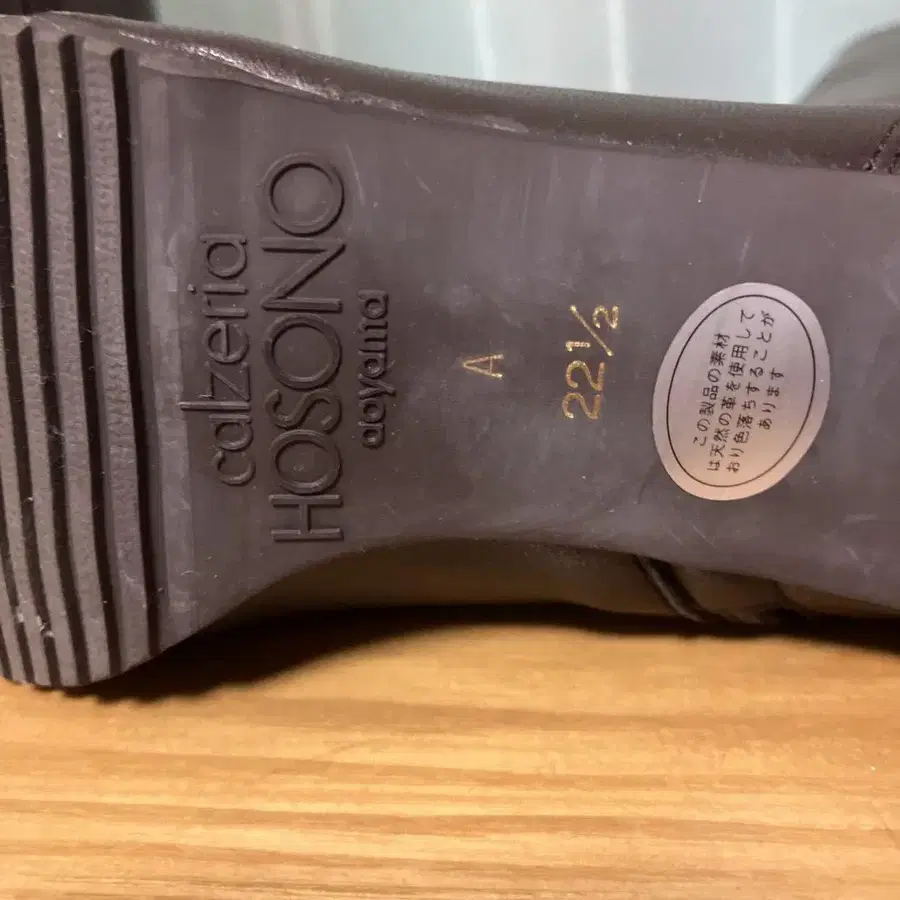 calzeria
HOSONO
aoyama
A
22½
この製品の素材
は天然の革を使用して
おり色落ちすることが
あります